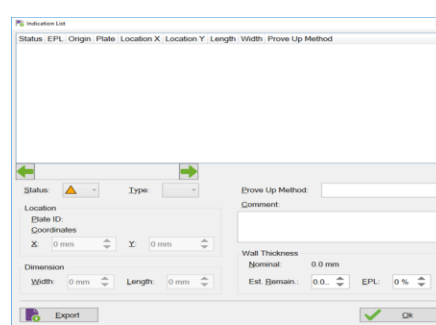 Indication List
Status EPL Origin Plate Location X Location Y Length Width Prove Up Method
Status: Type: Prove Up Method:
Location Comment:
Plate ID:
Coordinates
X: 0 mm Y: 0 mm
Wall Thickness
Dimension Nominal: 0.0 mm
Width: 0 mm Length: 0 mm Est. Remain.: 0.0... EPL: 0 %
Export Ok